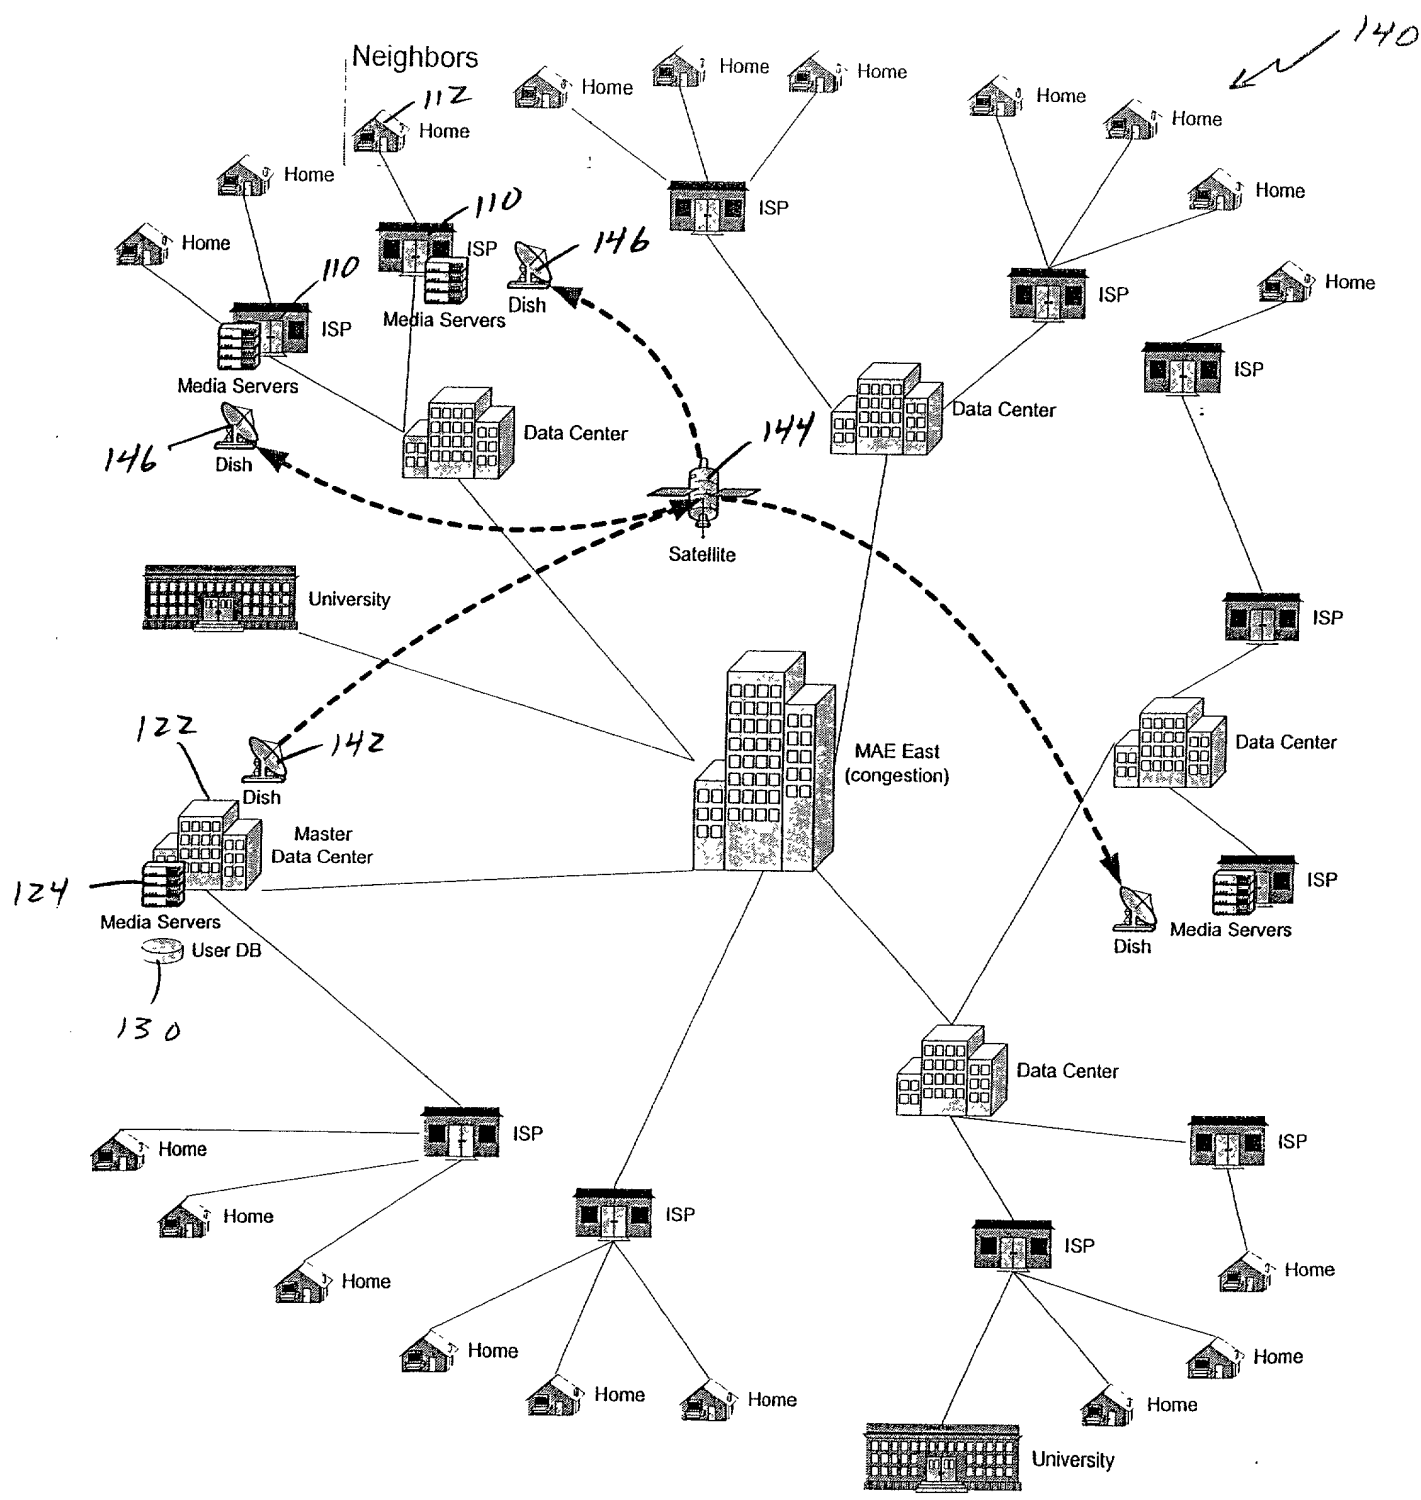 140
Neighbors
112
Home
Home
Home
Home
Home
Home
Home
Home
Home
ISP
ISP
110
ISP
146
Dish
Media Servers
Home
110
ISP
Media Servers
ISP
Home
ISP
146
Dish
Data Center
144
Data Center
Satellite
University
ISP
122
142
Dish
MAE East
(congestion)
Data Center
Master
Data Center
124
Media Servers
User DB
130
ISP
Dish
Media Servers
Data Center
ISP
Home
Home
Home
ISP
ISP
ISP
Home
Home
Home
Home
Home
Home
University